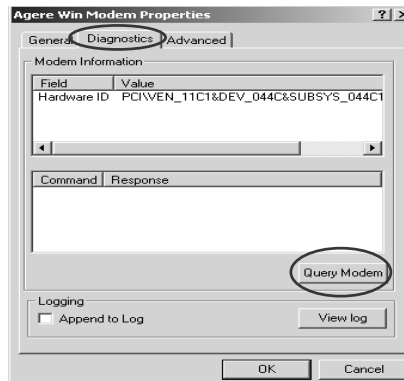 Agere Win Modem Properties
General Diagnostics Advanced
Modem Information
Field Value
Hardware ID PCI\VEN_11C1&DEV_044C&SUBSYS_044C1
Command Response
Query Modem
Logging
Append to Log View log
OK Cancel